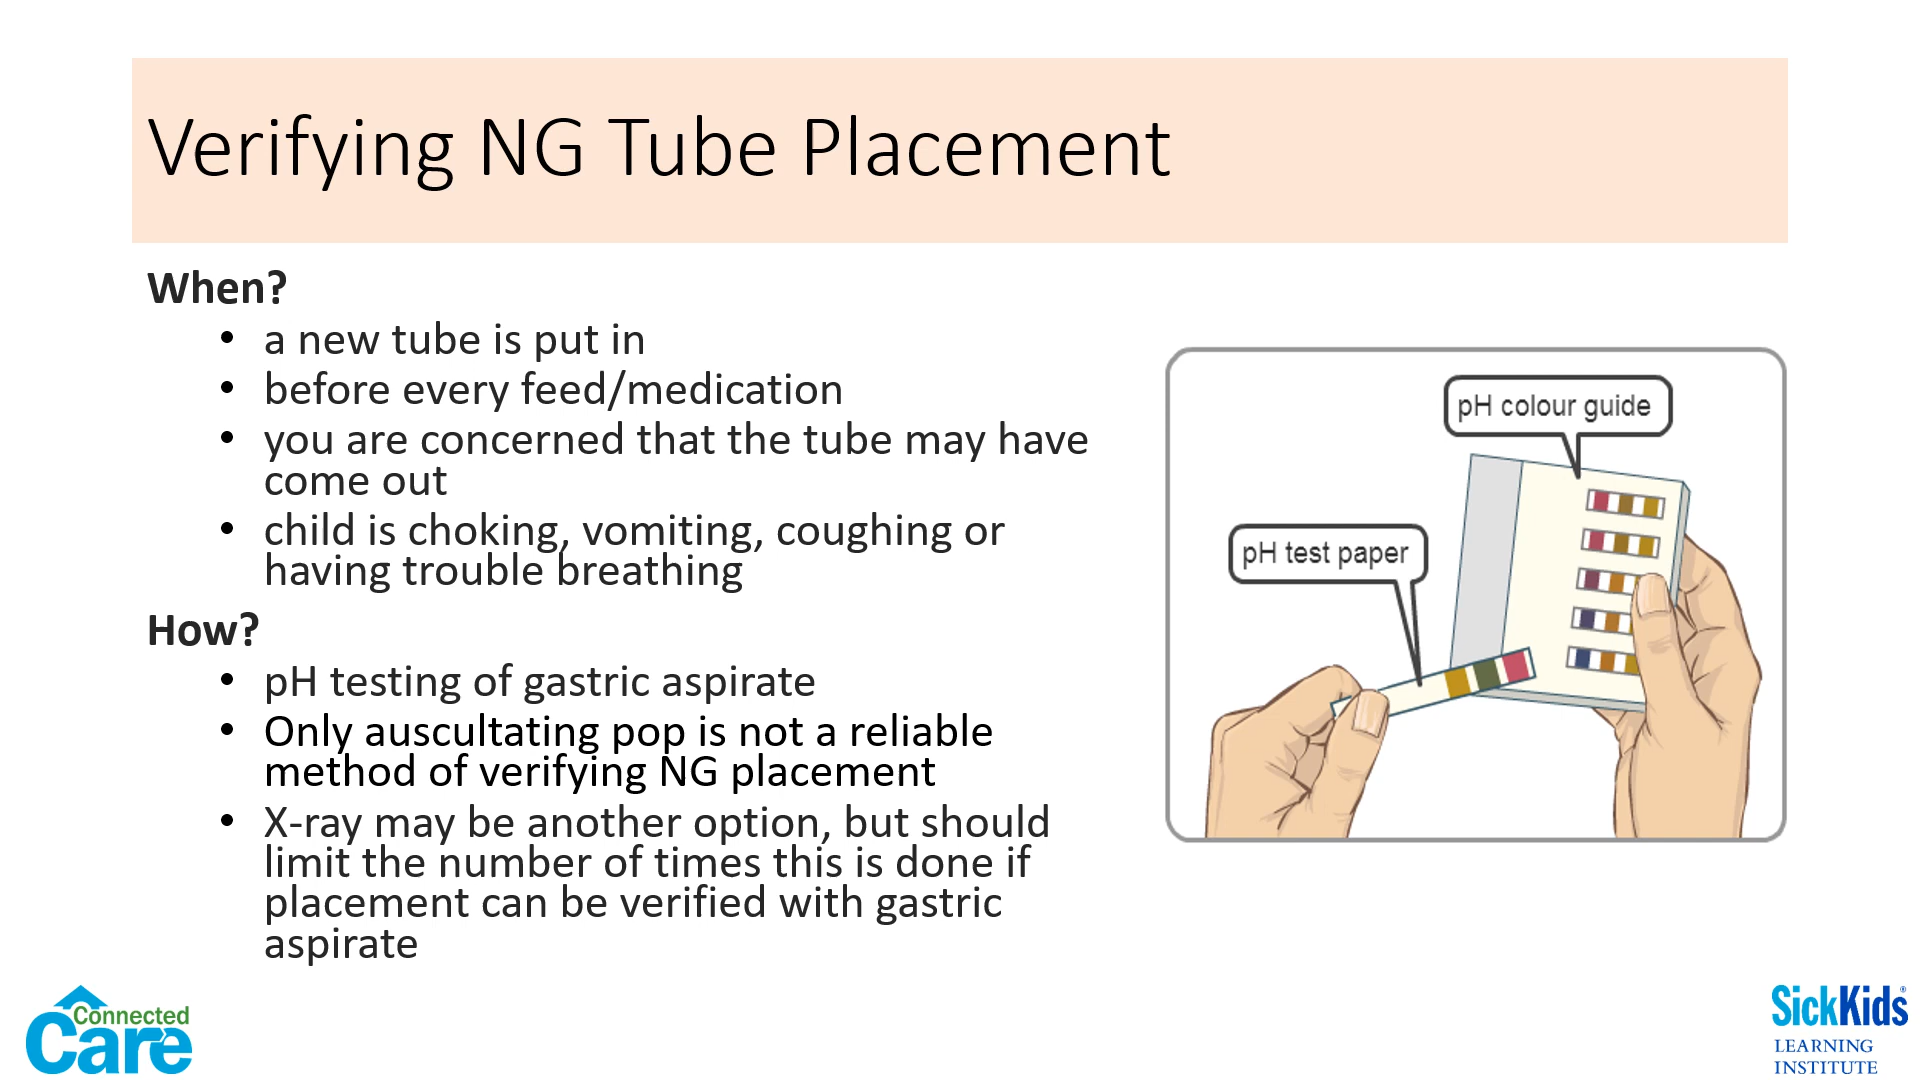 Verifying NG Tube Placement
When?
• a new tube is put in
• before every feed/medication
• you are concerned that the tube may have
come out
• child is choking, vomiting, coughing or
having trouble breathing
How?
• pH testing of gastric aspirate
• Only auscultating pop is not a reliable
method of verifying NG placement
• X-ray may be another option, but should
limit the number of times this is done if
placement can be verified with gastric
aspirate
pH colour guide
pH test paper
Connected
Care
SickKids®
LEARNING
INSTITUTE